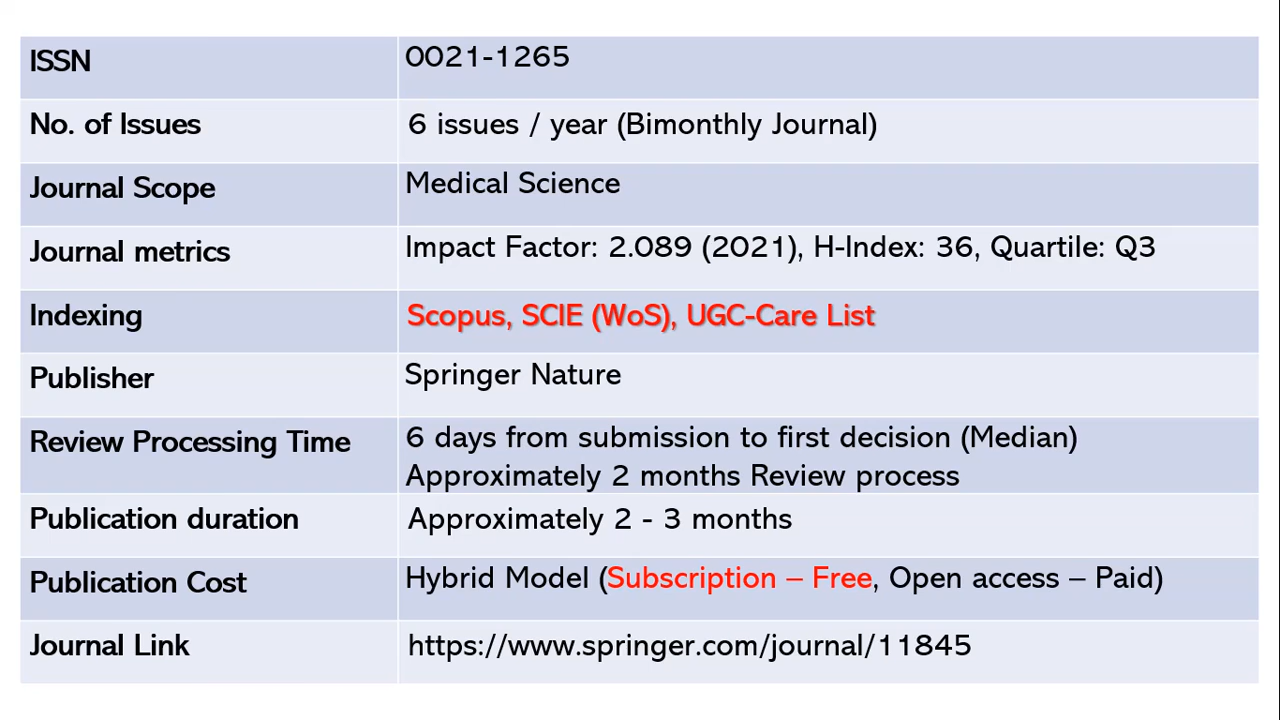 ISSN 0021-1265
No. of Issues 6 issues / year (Bimonthly Journal)
Journal Scope Medical Science
Journal metrics Impact Factor: 2.089 (2021), H-Index: 36, Quartile: Q3
Indexing Scopus, SCIE (WoS), UGC-Care List
Publisher Springer Nature
Review Processing Time 6 days from submission to first decision (Median)
Approximately 2 months Review process
Publication duration Approximately 2 - 3 months
Publication Cost Hybrid Model (Subscription – Free, Open access – Paid)
Journal Link https://www.springer.com/journal/11845